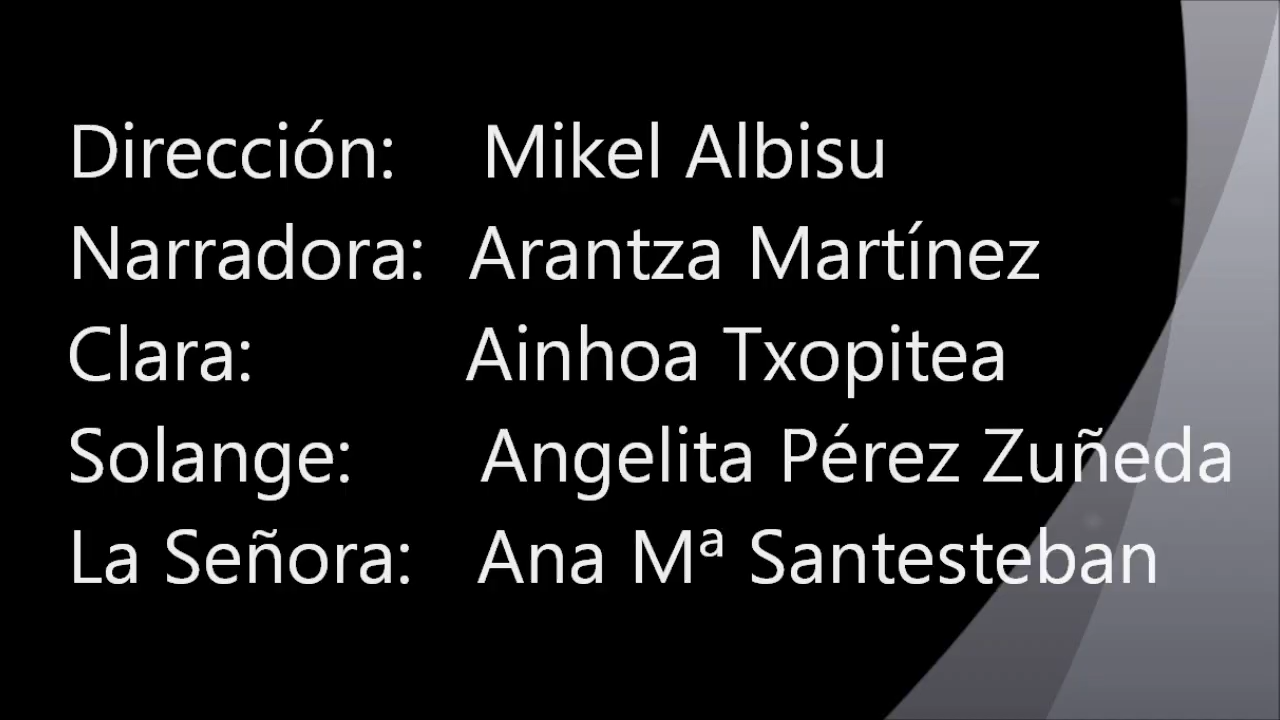 Dirección: Mikel Albisu
Narradora: Arantza Martínez
Clara: Ainhoa Txopitea
Solange: Angelita Pérez Zuñeda
La Señora: Ana Mª Santesteban